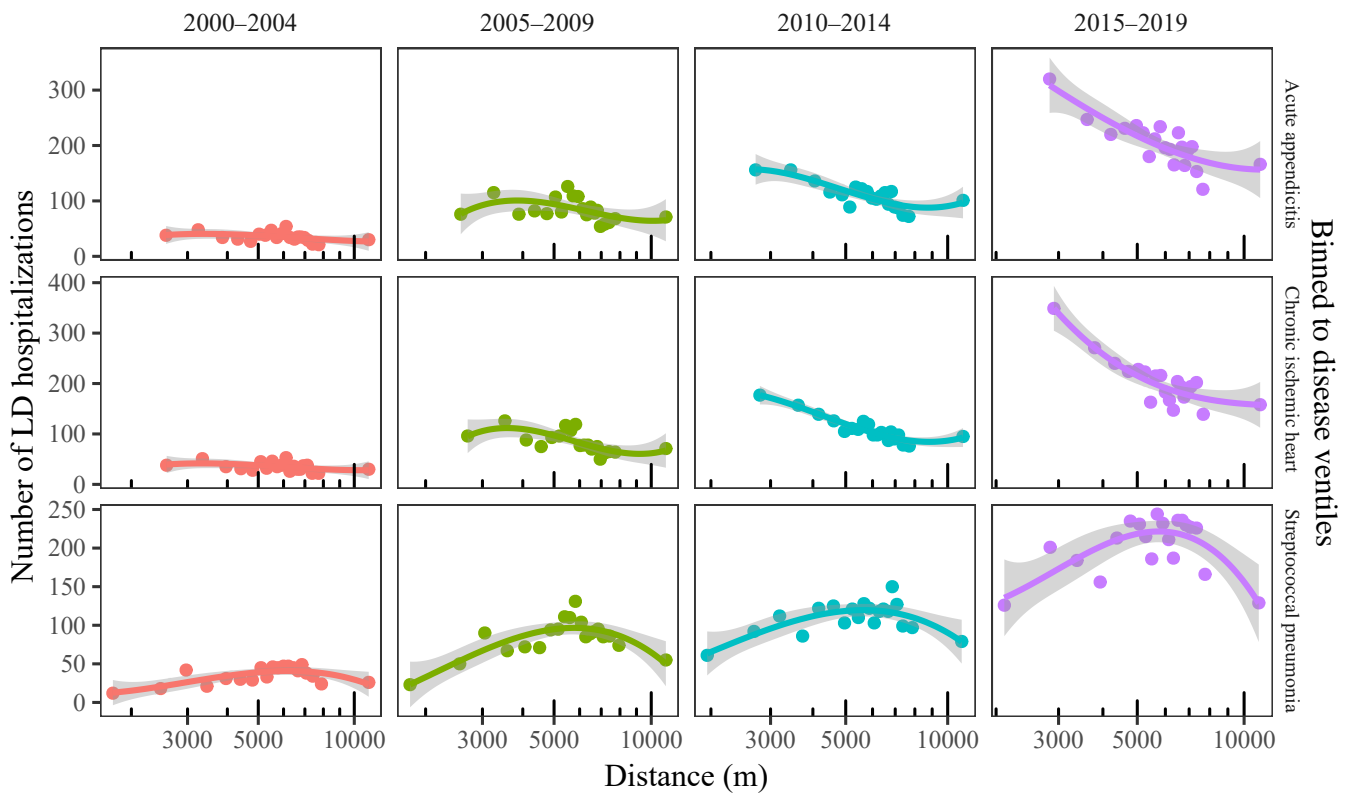 2000–2004
2005–2009
2010–2014
2015–2019
Number of LD hospitalizations
300
200
100
0
Acute appendicitis
400
300
200
100
0
Chronic ischemic heart
250
200
150
100
50
0
Streptococcal pneumonia
Binned to disease ventiles
3000 5000 10000
3000 5000 10000
3000 5000 10000
3000 5000 10000
Distance (m)